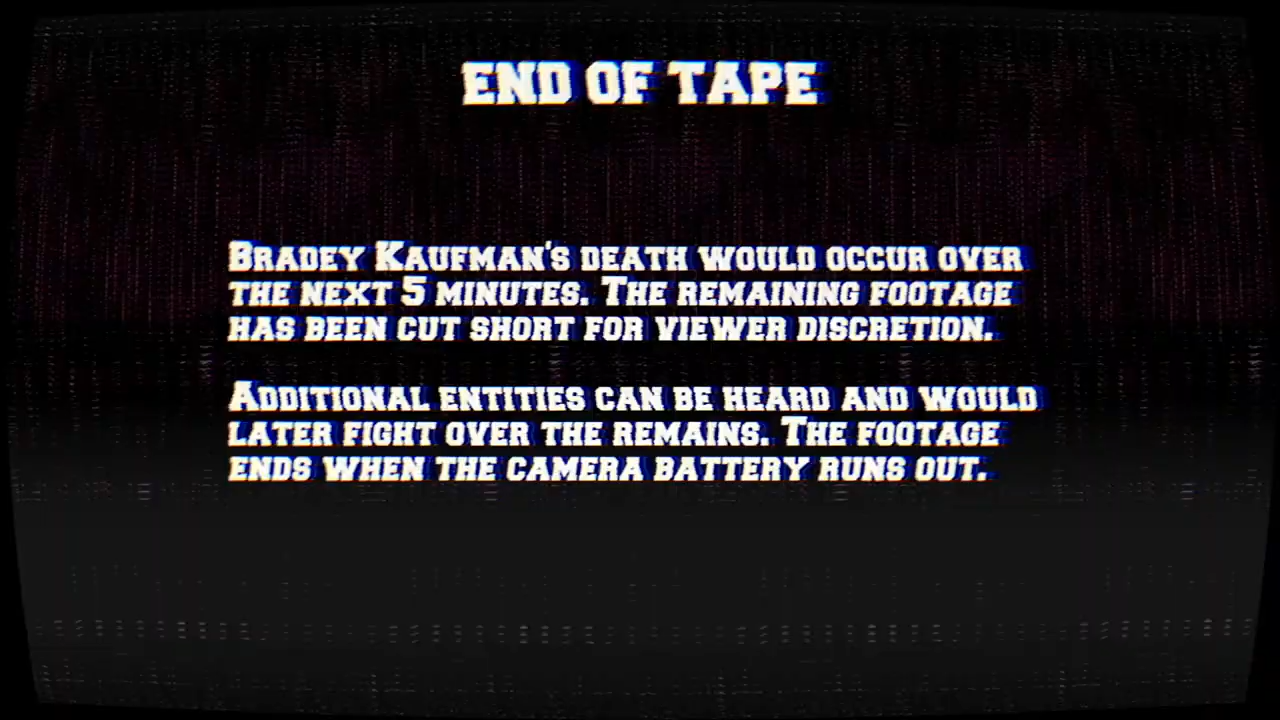 END OF TAPE
BRADEY KAUFMAN'S DEATH WOULD OCCUR OVER
THE NEXT 5 MINUTES. THE REMAINING FOOTAGE
HAS BEEN CUT SHORT FOR VIEWER DISCRETION.
ADDITIONAL ENTITIES CAN BE HEARD AND WOULD
LATER FIGHT OVER THE REMAINS. THE FOOTAGE
ENDS WHEN THE CAMERA BATTERY RUNS OUT.